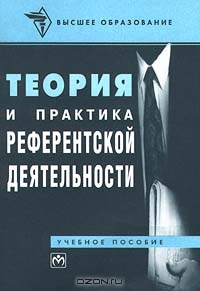 ВЫСШЕЕ ОБРАЗОВАНИЕ
ТЕОРИЯ
И ПРАКТИКА
РЕФЕРЕНТСКОЙ
ДЕЯТЕЛЬНОСТИ
УЧЕБНОЕ ПОСОБИЕ
ozon.ru